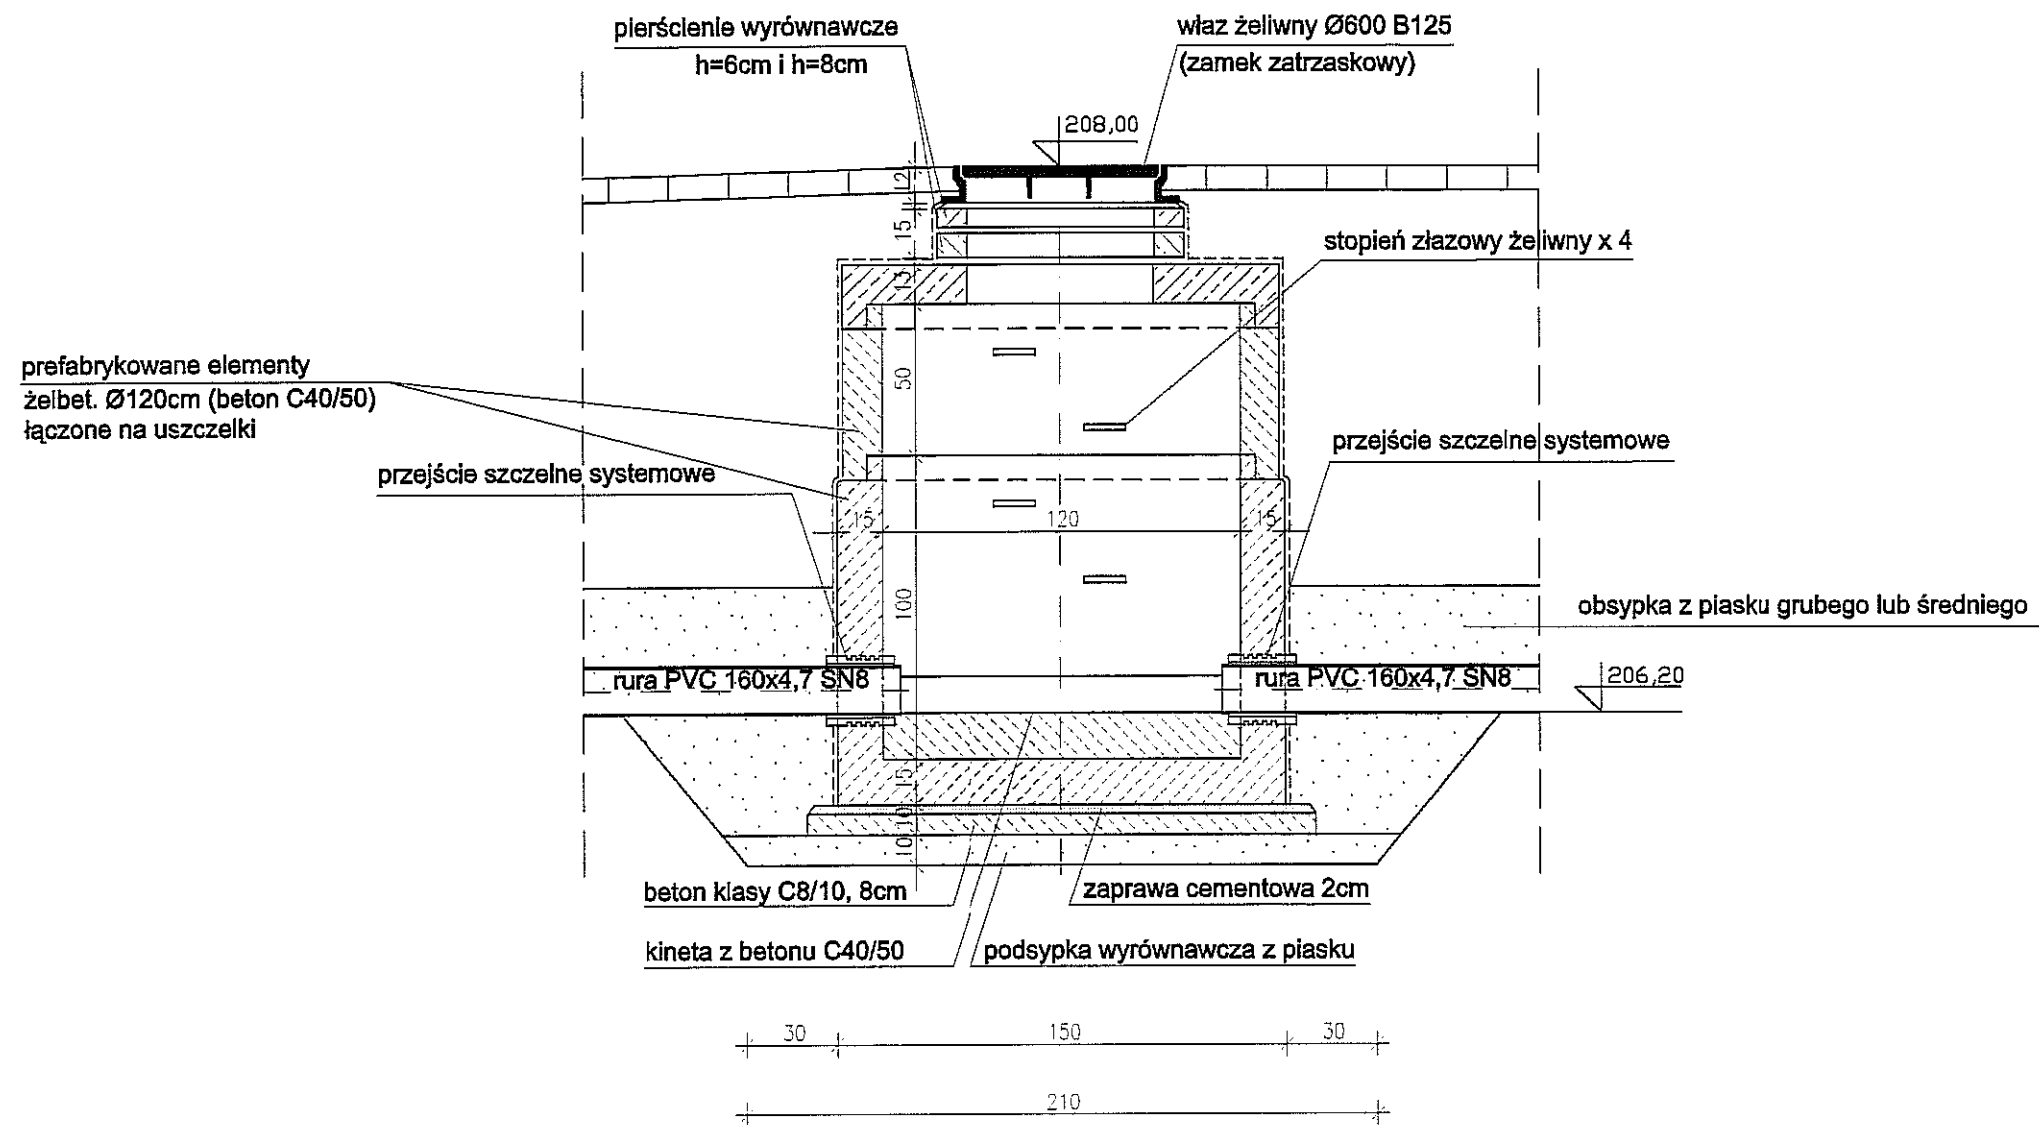 pierścienie wyrównawcze
h=6cm i h=8cm
właz żeliwny Ø600 B125
(zamek zatrzaskowy)
208,00
12
15
13
stopień złazowy żeliwny x 4
prefabrykowane elementy
żelbet. Ø120cm (beton C40/50)
łączone na uszczelki
50
przejście szczelne systemowe
przejście szczelne systemowe
15
120
15
100
obsypka z piasku grubego lub średniego
rura PVC 160x4,7 SN8
rura PVC 160x4,7 SN8
206,20
15
10
10
beton klasy C8/10, 8cm
zaprawa cementowa 2cm
kineta z betonu C40/50
podsypka wyrównawcza z piasku
30
150
30
210